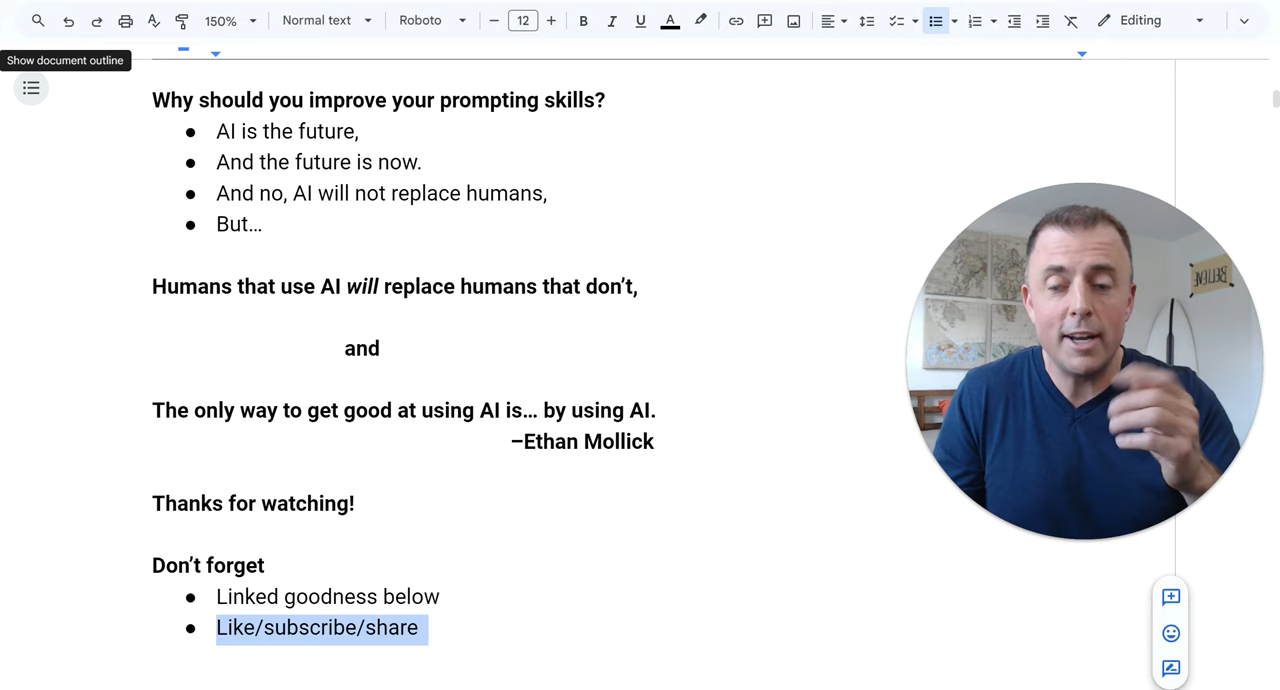 150%
Normal text
Roboto
12
B
I
U
A
Editing
Show document outline
Why should you improve your prompting skills?
● AI is the future,
● And the future is now.
● And no, AI will not replace humans,
● But…
Humans that use AI will replace humans that don’t,
and
The only way to get good at using AI is… by using AI.
–Ethan Mollick
Thanks for watching!
Don’t forget
● Linked goodness below
● Like/subscribe/share
BELIEVE